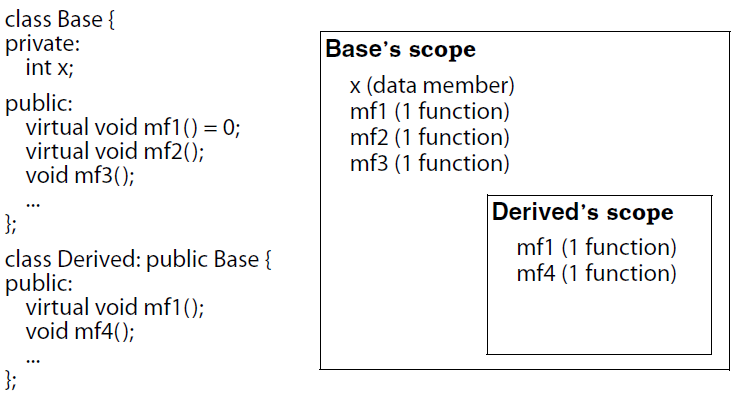 class Base {
private:
int x;
public:
virtual void mf1() = 0;
virtual void mf2();
void mf3();
...
};
class Derived: public Base {
public:
virtual void mf1();
void mf4();
...
};
Base's scope
x (data member)
mf1 (1 function)
mf2 (1 function)
mf3 (1 function)
Derived's scope
mf1 (1 function)
mf4 (1 function)